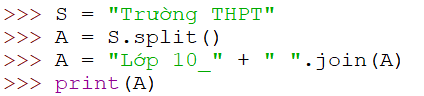 >>> S = "Trường THPT"
>>> A = S.split()
>>> A = "Lớp 10_" + " ".join(A)
>>> print(A)